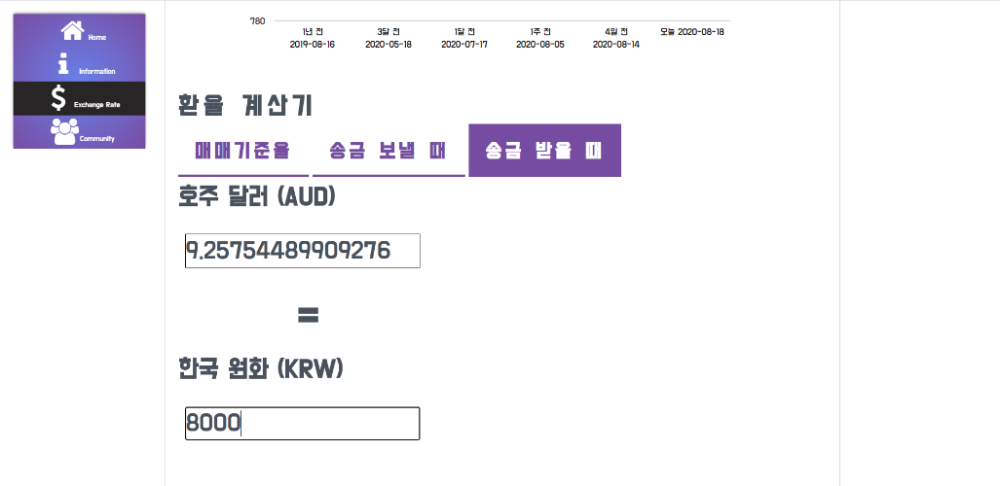 Home
Information
Exchange Rate
Community
780
1년 전 3달 전 1달 전 1주 전 4일 전 오늘 2020-08-18
2019-08-16 2020-05-18 2020-07-17 2020-08-05 2020-08-14
환율 계산기
매매기준율 송금 보낼 때 송금 받을 때
호주 달러 (AUD)
9.25754489909276
=
한국 원화 (KRW)
8000